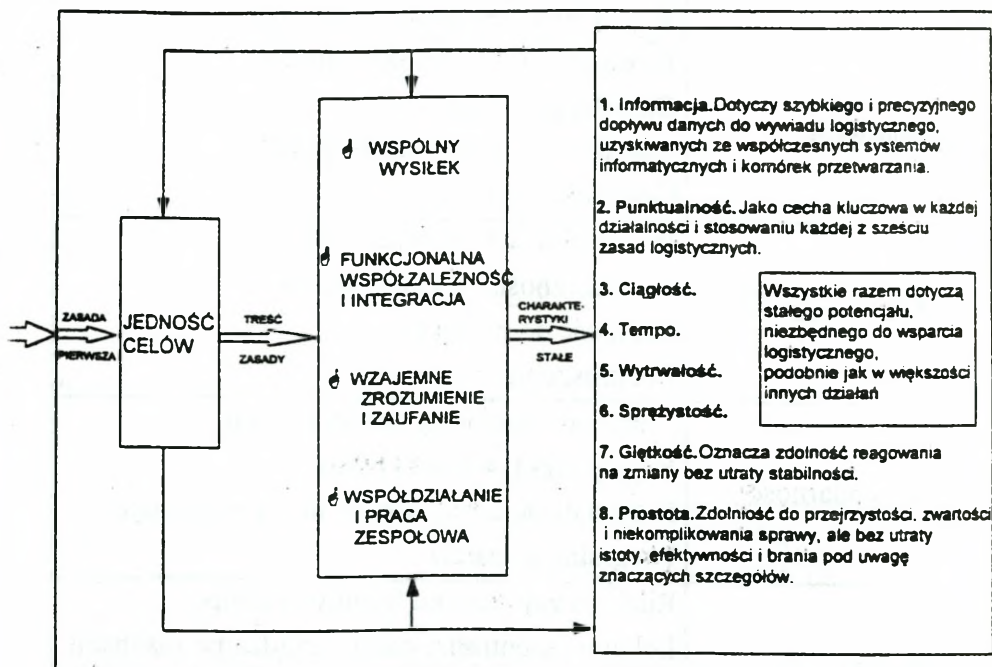 ZASADA
PIERWSZA
JEDNOŚĆ
CELÓW
TREŚĆ
ZASADY
WSPÓLNY
WYSIŁEK
FUNKCJONALNA
WSPÓŁZALEŻNOŚĆ
I INTEGRACJA
WZAJEMNE
ZROZUMIENIE
I ZAUFANIE
WSPÓŁDZIAŁANIE
I PRACA
ZESPOŁOWA
CHARAKTE-
RYSTYKI
STAŁE
1. Informacja. Dotyczy szybkiego i precyzyjnego
dopływu danych do wywiadu logistycznego,
uzyskiwanych ze współczesnych systemów
informatycznych i komórek przetwarzania.
2. Punktualność. Jako cecha kluczowa w każdej
działalności i stosowaniu każdej z sześciu
zasad logistycznych.
3. Ciągłość.
4. Tempo.
5. Wytrwałość.
6. Sprężystość.
Wszystkie razem dotyczą
stałego potencjału,
niezbędnego do wsparcia
logistycznego,
podobnie jak w większości
innych działań
7. Giętkość. Oznacza zdolność reagowania
na zmiany bez utraty stabilności.
8. Prostota. Zdolność do przejrzystości, zwartości
i niekomplikowania sprawy, ale bez utraty
istoty, efektywności i brania pod uwagę
znaczących szczegółów.